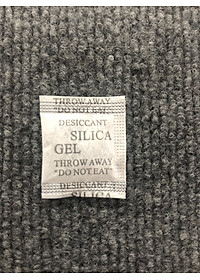 THROW AWAY
"DO NOT EAT"
DESICCANT
SILICA
GEL
THROW AWAY
"DO NOT EAT"
DESICCANT
SILICA